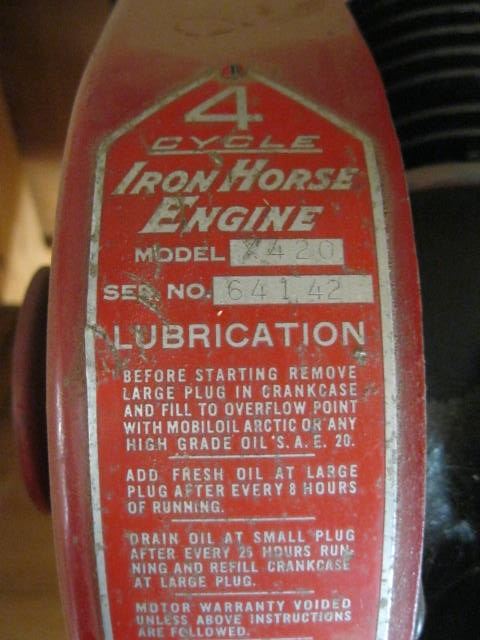 4
CYCLE
IRON HORSE
ENGINE
MODEL X420
SER. NO. 64142
LUBRICATION
BEFORE STARTING REMOVE
LARGE PLUG IN CRANKCASE
AND FILL TO OVERFLOW POINT
WITH MOBILOIL ARCTIC OR ANY
HIGH GRADE OIL S. A. E. 20.
ADD FRESH OIL AT LARGE
PLUG AFTER EVERY 8 HOURS
OF RUNNING.
DRAIN OIL AT SMALL PLUG
AFTER EVERY 25 HOURS RUN-
NING AND REFILL CRANKCASE
AT LARGE PLUG.
MOTOR WARRANTY VOIDED
UNLESS ABOVE INSTRUCTIONS
ARE FOLLOWED.